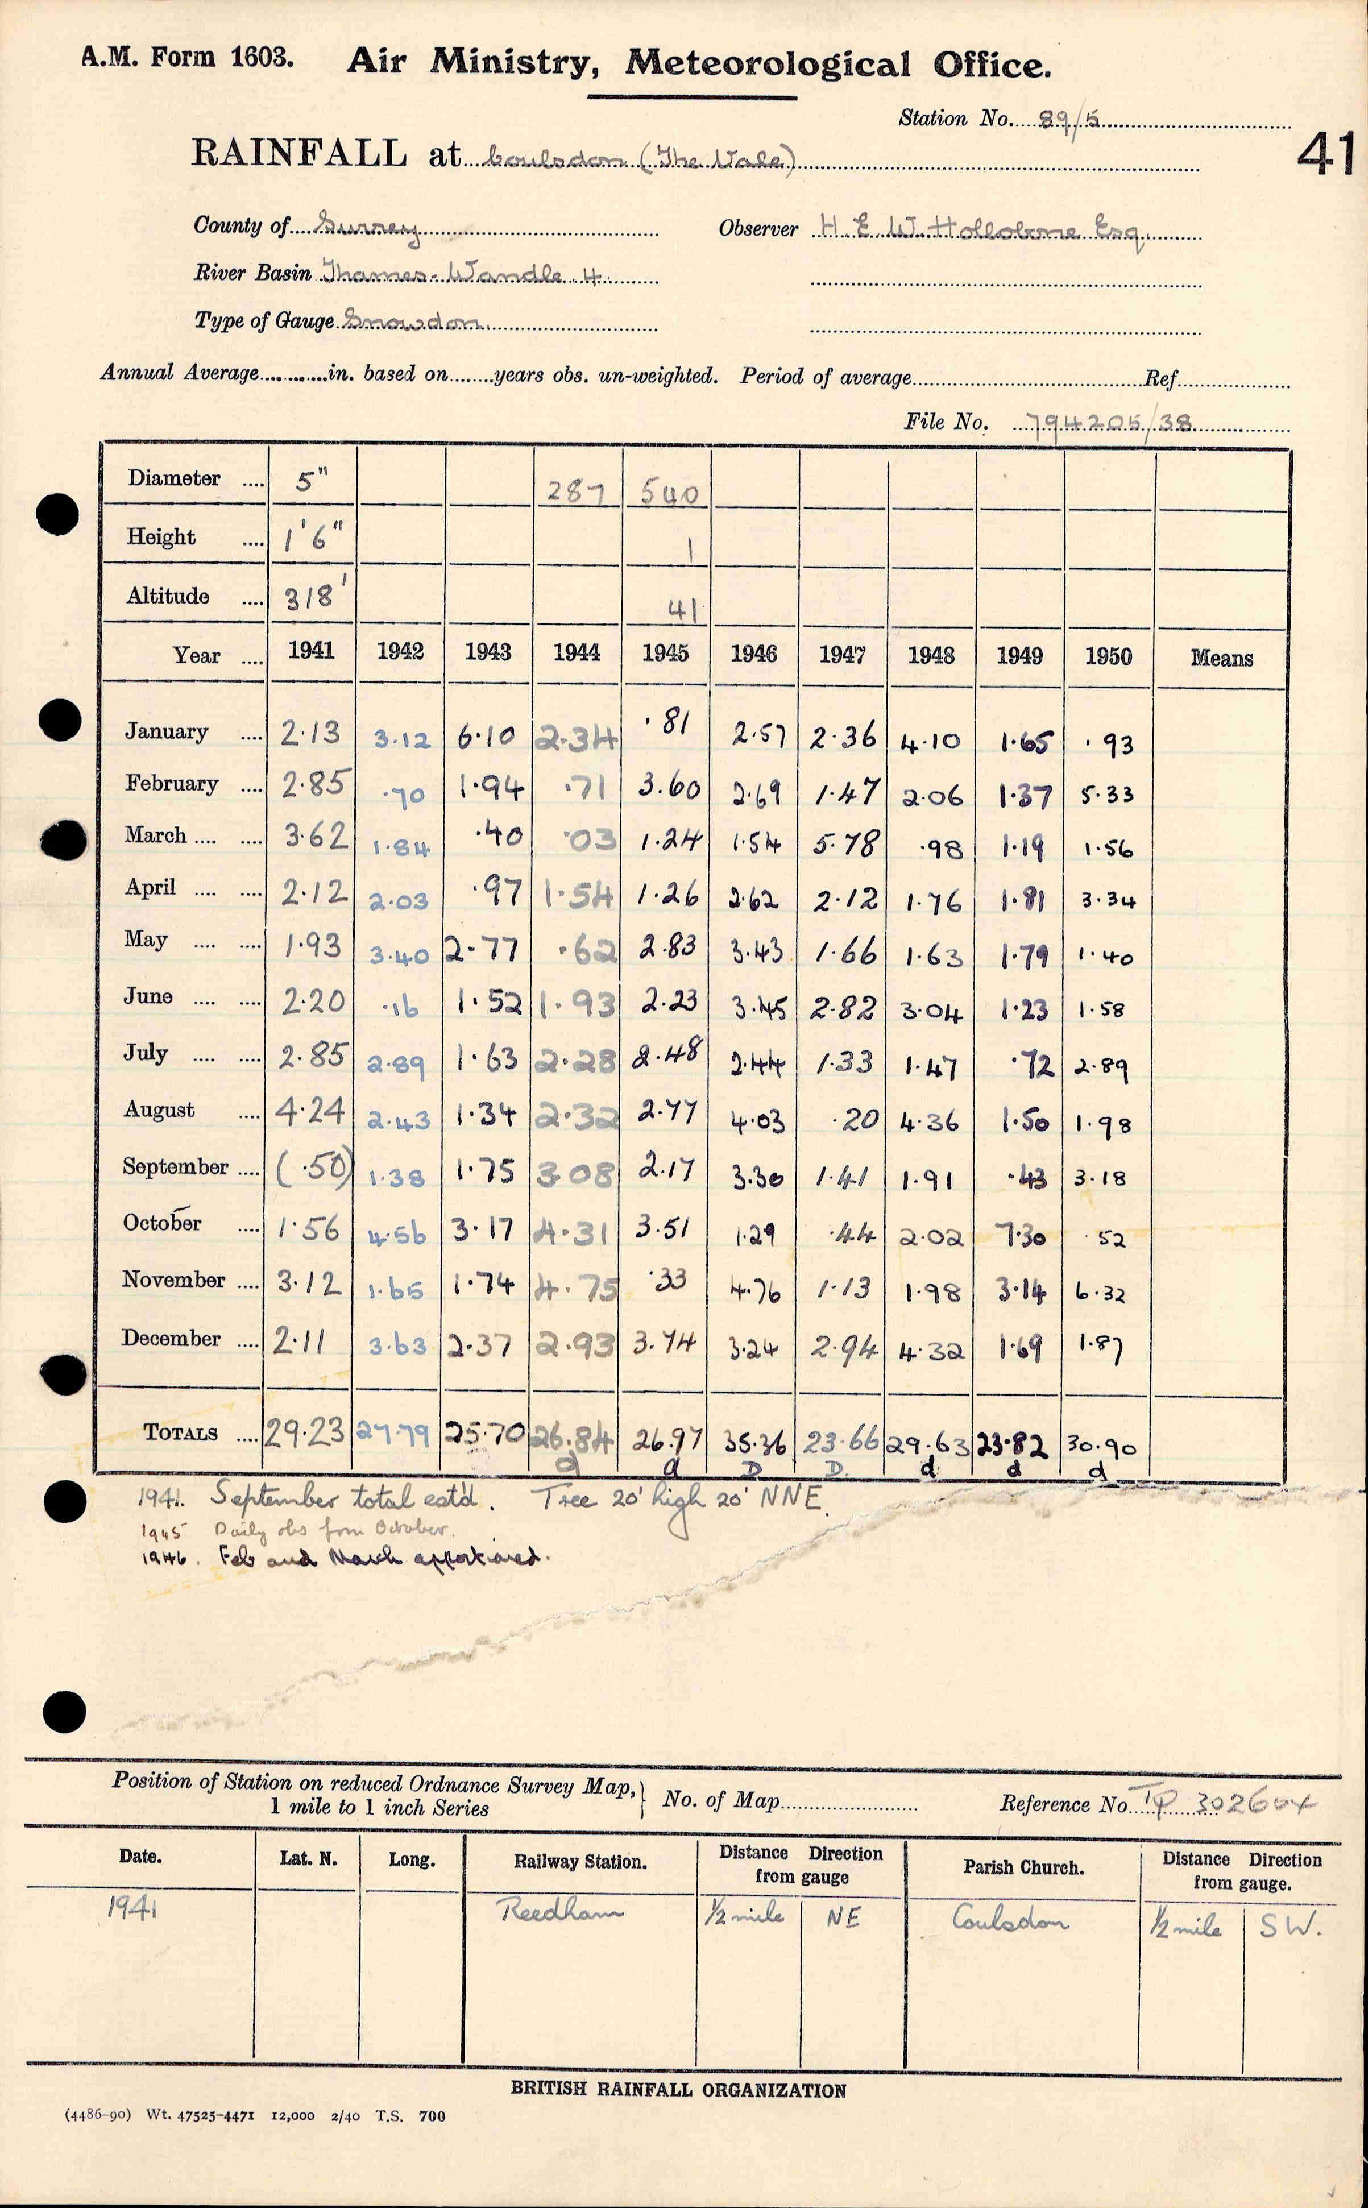 A.M. Form 1603. Air Ministry, Meteorological Office.
Station No. 89/5
RAINFALL at Coulsdon (The Vale)
41
County of Surrey Observer H. E. W. Hollobone Esq.
River Basin Thames-Wandle. 4
Type of Gauge Snowdon
Annual Average............in. based on........years obs. un-weighted. Period of average Ref.
File No. 794205/38
Diameter .... 5" 287 540
Height .... 1'6" 1
Altitude .... 318' 41
Year .... 1941 1942 1943 1944 1945 1946 1947 1948 1949 1950 Means
January .... 2.13 3.12 6.10 2.34 .81 2.57 2.36 4.10 1.65 .93
February .... 2.85 .70 1.94 .71 3.60 2.69 1.47 2.06 1.37 5.33
March .... .... 3.62 1.84 .40 .03 1.24 1.54 5.78 .98 1.19 1.56
April .... .... 2.12 2.03 .97 1.54 1.26 2.62 2.12 1.76 1.81 3.34
May .... .... 1.93 3.40 2.77 .62 2.83 3.43 1.66 1.63 1.79 1.40
June .... .... 2.20 .16 1.52 1.93 2.23 3.45 2.82 3.04 1.23 1.58
July .... .... 2.85 2.89 1.63 2.28 2.48 2.44 1.33 1.47 .72 2.89
August .... 4.24 2.43 1.34 2.32 2.77 4.03 .20 4.36 1.50 1.98
September .... (.50) 1.38 1.75 3.08 2.17 3.30 1.41 1.91 .43 3.18
October .... 1.56 4.56 3.17 4.31 3.51 1.29 .44 2.02 7.30 .52
November .... 3.12 1.65 1.74 4.75 .33 4.76 1.13 1.98 3.14 6.32
December .... 2.11 3.63 2.37 2.93 3.74 3.24 2.94 4.32 1.69 1.87
TOTALS .... 29.23 27.79 25.70 26.84 26.97 35.36 23.66 29.63 23.82 30.90
d d D D. d d d
1941. September total estd. Tree 20' high 20' NNE.
1945 Daily obs from October.
1946. Feb and March apportioned.
Position of Station on reduced Ordnance Survey Map, 1 mile to 1 inch Series } No. of Map Reference No.
Date. Lat. N. Long. Railway Station. Distance Direction from gauge Parish Church. Distance Direction from gauge.
1941 Reedham 1/2 mile NE Coulsdon 1/2 mile SW.
BRITISH RAINFALL ORGANIZATION
(4486-90) Wt. 47525-4471 12,000 2/40 T.S. 700